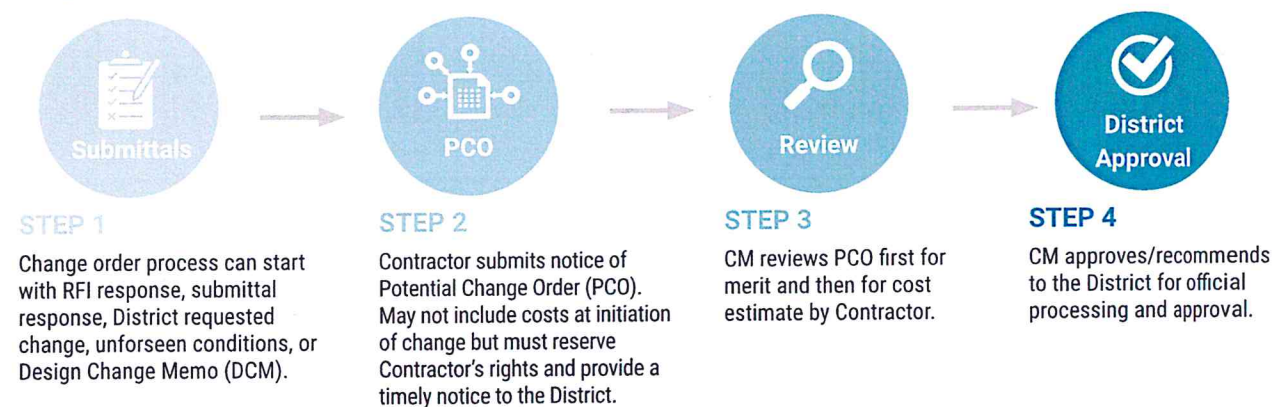 Submittals
PCO
Review
District
Approval
STEP 1
Change order process can start
with RFI response, submittal
response, District requested
change, unforseen conditions, or
Design Change Memo (DCM).
STEP 2
Contractor submits notice of
Potential Change Order (PCO).
May not include costs at initiation
of change but must reserve
Contractor's rights and provide a
timely notice to the District.
STEP 3
CM reviews PCO first for
merit and then for cost
estimate by Contractor.
STEP 4
CM approves/recommends
to the District for official
processing and approval.